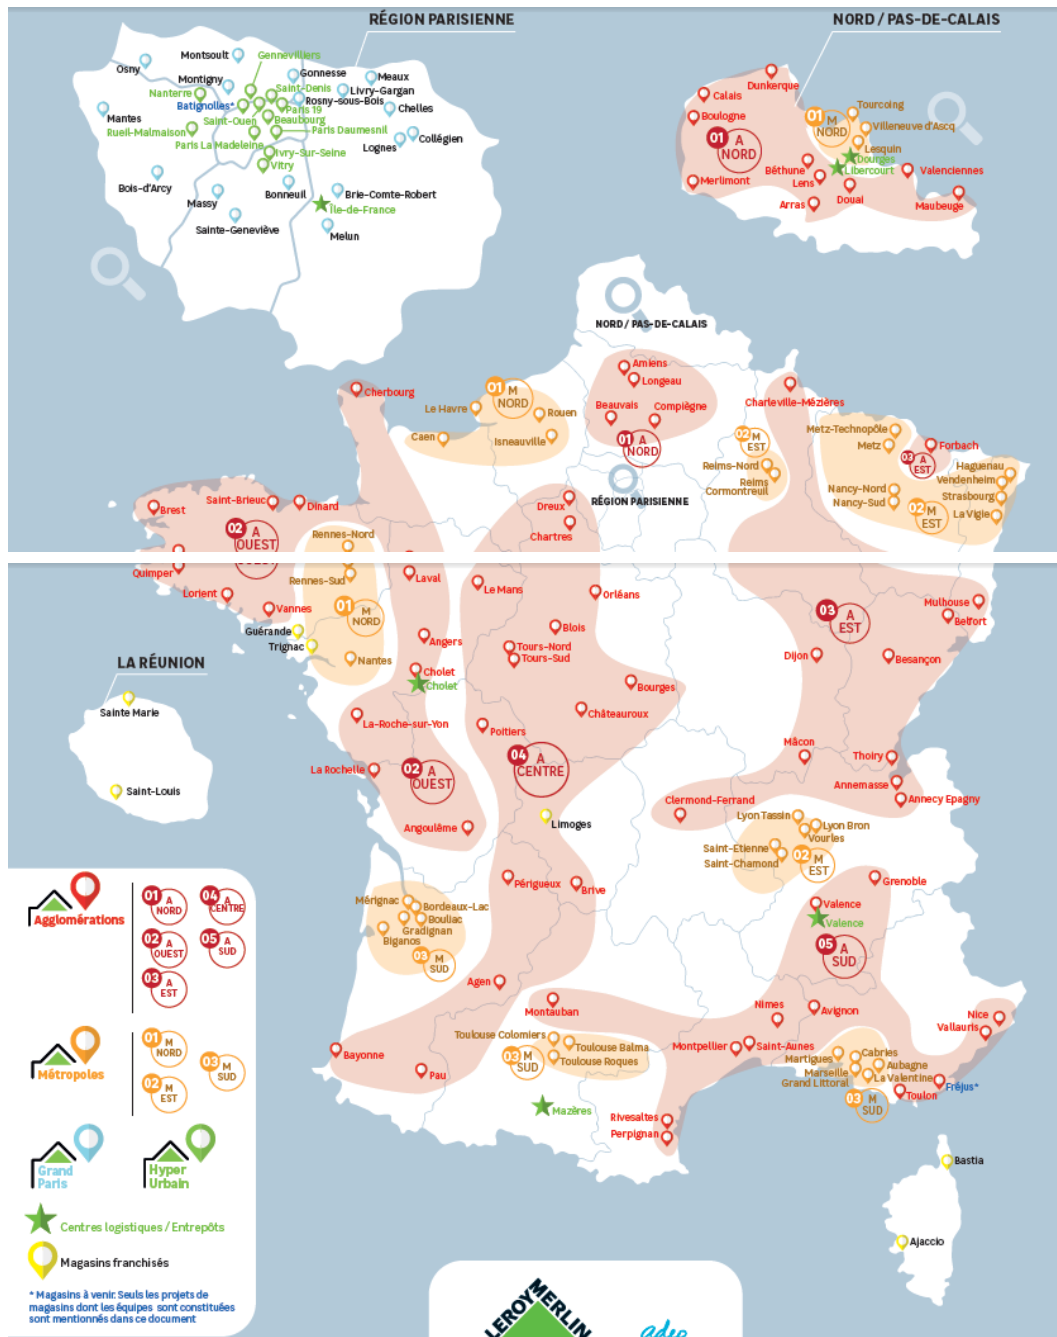 RÉGION PARISIENNE
NORD / PAS-DE-CALAIS
Osny
Montsoult
Gennevilliers
Montigny
Gonnesse
Meaux
Nanterre
Saint-Denis
Livry-Gargan
Batignolles*
Rosny-sous-Bois
Mantes
Paris 19
Chelles
Saint-Ouen
Beaubourg
Rueil-Malmaison
Paris Daumesnil
Collégien
Paris La Madeleine
Lognes
Ivry-Sur-Seine
Vitry
Bois-d'Arcy
Massy
Bonneuil
Brie-Comte-Robert
Île-de-France
Sainte-Geneviève
Melun
Dunkerque
Calais
Boulogne
01
A
NORD
01
M
NORD
Tourcoing
Villeneuve d'Ascq
Lesquin
Dourges
Libercourt
Béthune
Lens
Valenciennes
Merlimont
Arras
Douai
Maubeuge
NORD / PAS-DE-CALAIS
Amiens
Longeau
Cherbourg
Charleville-Mézières
Le Havre
01
M
NORD
Rouen
Beauvais
Compiègne
Caen
Isneauville
01
A
NORD
02
M
EST
Metz-Technopôle
Metz
Forbach
03
A
EST
Reims-Nord
Reims
Cormontreuil
Haguenau
Vendenheim
Strasbourg
Nancy-Nord
Nancy-Sud
02
M
EST
La Vigie
RÉGION PARISIENNE
Saint-Brieuc
Dinard
Brest
Dreux
Chartres
02
A
OUEST
Rennes-Nord
Quimper
Rennes-Sud
Laval
Le Mans
Orléans
Lorient
Vannes
01
M
NORD
Mulhouse
Belfort
03
A
EST
Guérande
Trignac
Angers
Blois
Tours-Nord
Tours-Sud
Nantes
Dijon
Besançon
LA RÉUNION
Cholet
Cholet
Bourges
Sainte Marie
La-Roche-sur-Yon
Châteauroux
Poitiers
Mâcon
Thoiry
La Rochelle
02
A
OUEST
04
A
CENTRE
Annemasse
Annecy Epagny
Saint-Louis
Clermond-Ferrand
Angoulême
Limoges
Lyon Tassin
Lyon Bron
Vourles
Saint-Etienne
Saint-Chamond
02
M
EST
Périgueux
Brive
Grenoble
Mérignac
Bordeaux-Lac
Bouliac
Gradignan
Biganos
03
M
SUD
Valence
Valence
05
A
SUD
Agen
Montauban
Nimes
Avignon
Nice
Vallauris
Toulouse Colomiers
Toulouse Balma
Toulouse Roques
03
M
SUD
Montpellier
Saint-Aunes
Bayonne
Pau
Martigues
Cabries
Aubagne
Marseille
Grand Littoral
La Valentine
Fréjus*
Toulon
03
M
SUD
Mazères
Rivesaltes
Perpignan
Bastia
Ajaccio
Agglomérations
01
A
NORD
04
A
CENTRE
02
A
OUEST
05
A
SUD
03
A
EST
Métropoles
01
M
NORD
03
M
SUD
02
M
EST
Grand
Paris
Hyper
Urbain
Centres logistiques / Entrepôts
Magasins franchisés
* Magasins à venir. Seuls les projets de
magasins dont les équipes sont constituées
sont mentionnés dans ce document
LEROY MERLIN
adeo